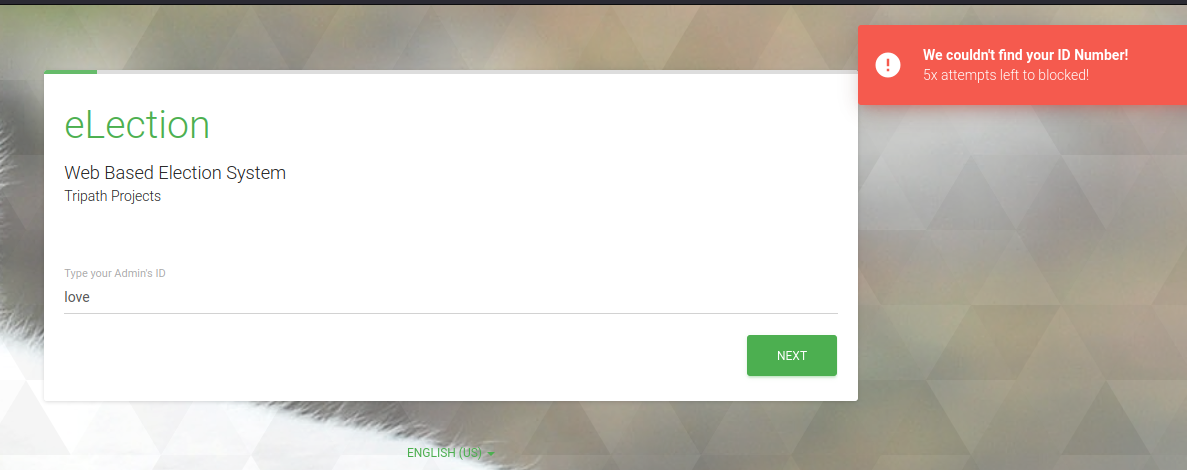 We couldn't find your ID Number!
5x attempts left to blocked!
eLection
Web Based Election System
Tripath Projects
Type your Admin's ID
love
NEXT
ENGLISH (US)